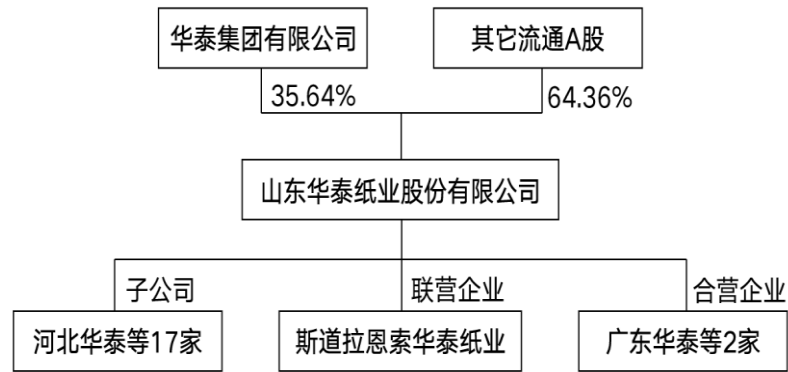 华泰集团有限公司
其它流通A股
35.64%
64.36%
山东华泰纸业股份有限公司
子公司
联营企业
合营企业
河北华泰等17家
斯道拉恩索华泰纸业
广东华泰等2家